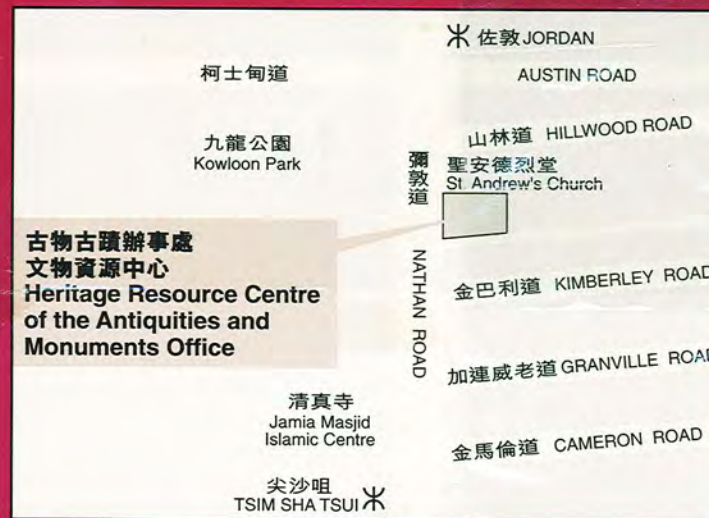 佐敦 JORDAN
柯士甸道
AUSTIN ROAD
山林道 HILLWOOD ROAD
九龍公園
Kowloon Park
彌敦道
聖安德烈堂
St. Andrew's Church
古物古蹟辦事處
文物資源中心
Heritage Resource Centre
of the Antiquities and
Monuments Office
NATHAN ROAD
金巴利道 KIMBERLEY ROAD
加連威老道 GRANVILLE ROAD
清真寺
Jamia Masjid
Islamic Centre
金馬倫道 CAMERON ROAD
尖沙咀
TSIM SHA TSUI